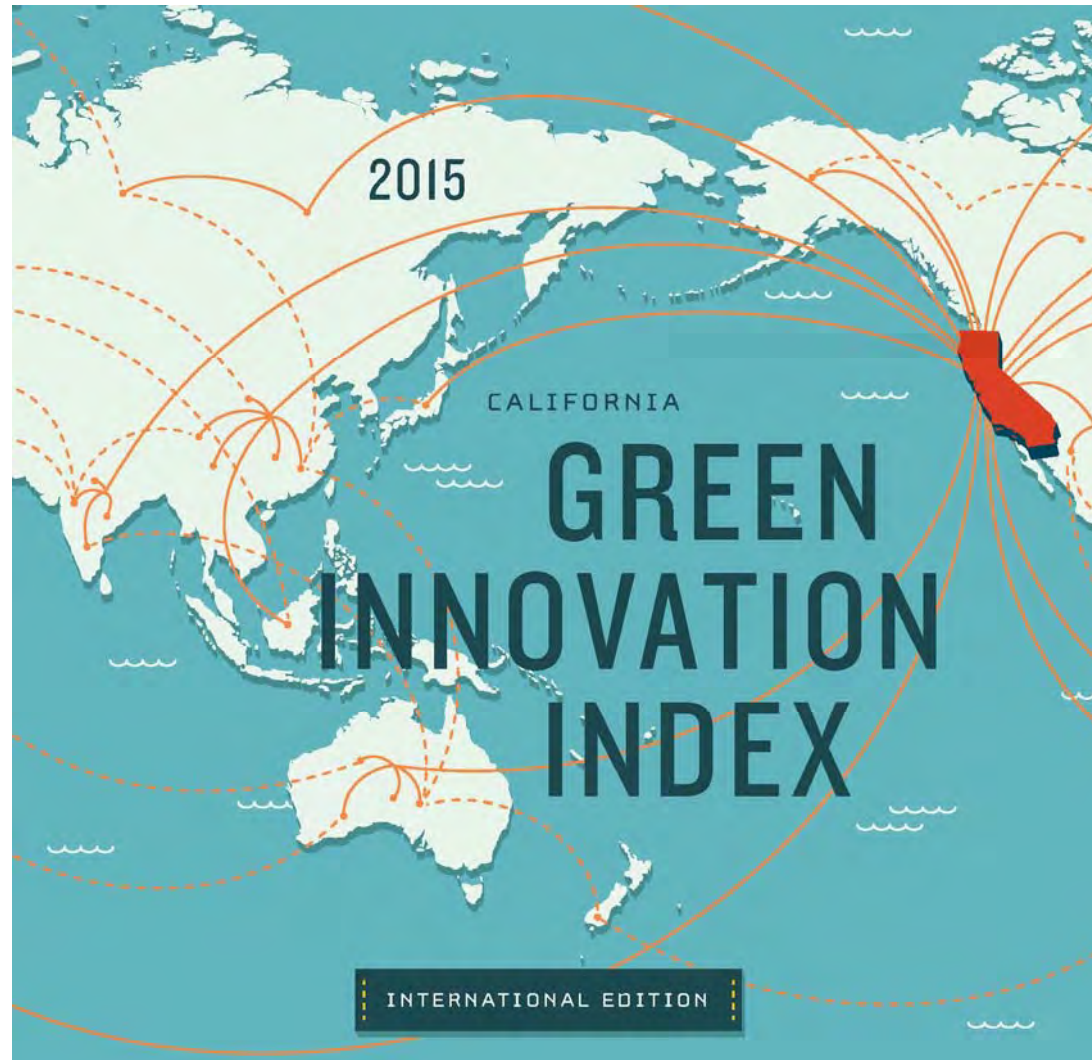 2015
CALIFORNIA
GREEN
INNOVATION
INDEX
INTERNATIONAL EDITION